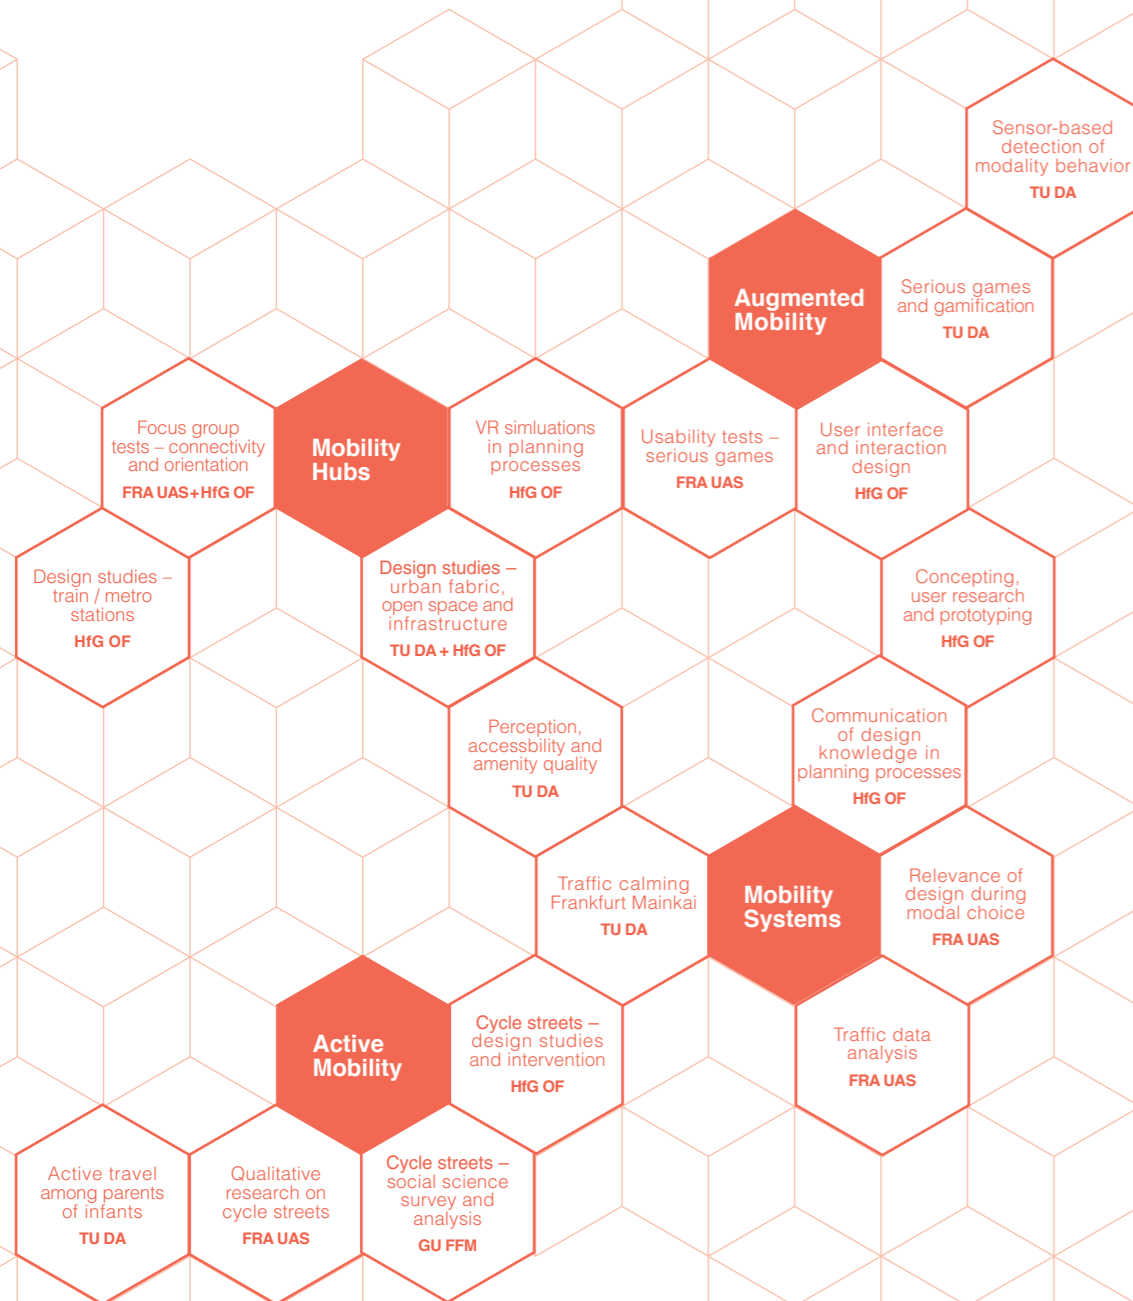 Sensor-based
detection of
modality behavior
TU DA
Augmented
Mobility
Serious games
and gamification
TU DA
Focus group
tests – connectivity
and orientation
FRA UAS+HfG OF
Mobility
Hubs
VR simluations
in planning
processes
HfG OF
Usability tests –
serious games
FRA UAS
User interface
and interaction
design
HfG OF
Design studies –
train / metro
stations
HfG OF
Design studies –
urban fabric,
open space and
infrastructure
TU DA + HfG OF
Concepting,
user research
and prototyping
HfG OF
Perception,
accessbility and
amenity quality
TU DA
Communication
of design
knowledge in
planning processes
HfG OF
Traffic calming
Frankfurt Mainkai
TU DA
Mobility
Systems
Relevance of
design during
modal choice
FRA UAS
Active
Mobility
Cycle streets –
design studies
and intervention
HfG OF
Traffic data
analysis
FRA UAS
Active travel
among parents
of infants
TU DA
Qualitative
research on
cycle streets
FRA UAS
Cycle streets –
social science
survey and
analysis
GU FFM